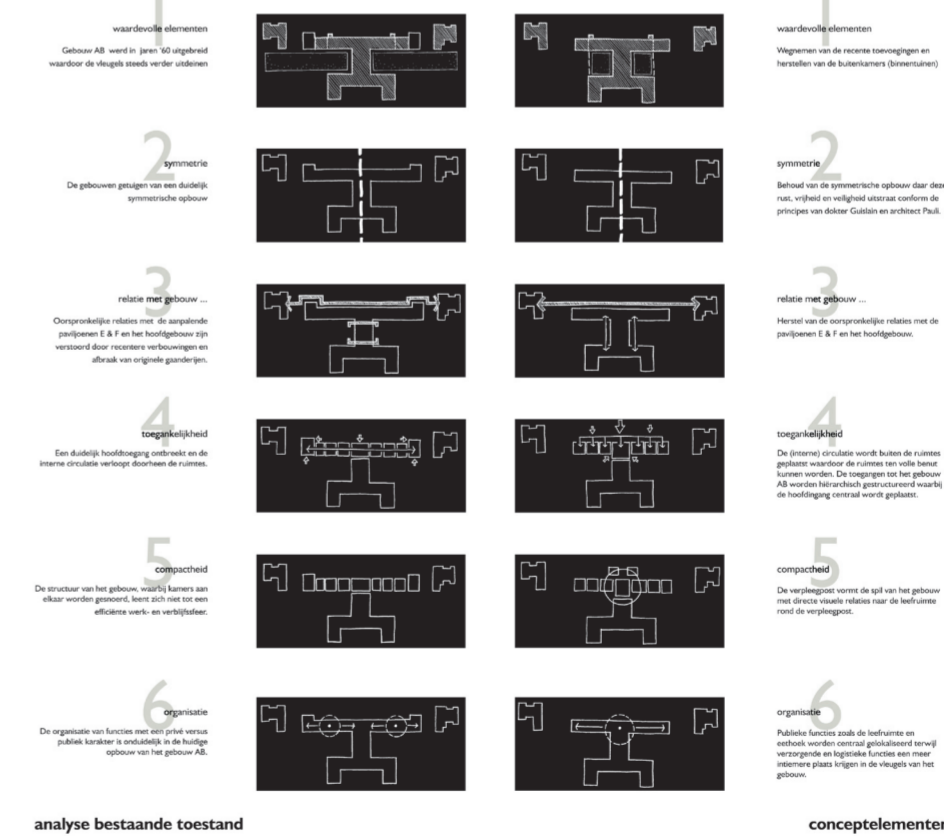 1
waardevolle elementen
Gebouw AB werd in jaren '60 uitgebreid
waardoor de vleugels steeds verder uitdeinen
1
waardevolle elementen
Wegnemen van de recente toevoegingen en
herstellen van de buitenkamers (binnentuinen)
2
symmetrie
De gebouwen getuigen van een duidelijk
symmetrische opbouw
2
symmetrie
Behoud van de symmetrische opbouw daar deze
rust, vrijheid en veiligheid uitstraat conform de
principes van dokter Guislain en architect Pauli.
3
relatie met gebouw ...
Oorspronkelijke relaties met de aanpalende
paviljoenen E & F en het hoofdgebouw zijn
verstoord door recentere verbouwingen en
afbraak van originele gaanderijen.
3
relatie met gebouw ...
Herstel van de oorspronkelijke relaties met de
paviljoenen E & F en het hoofdgebouw.
4
toegankelijkheid
Een duidelijk hoofdtoegang ontbreekt en de
interne circulatie verloopt doorheen de ruimtes.
4
toegankelijkheid
De (interne) circulatie wordt buiten de ruimtes
geplaatst waardoor de ruimtes ten volle benut
kunnen worden. De toegangen tot het gebouw
AB worden hiërarchisch gestructureerd waarbij
de hoofdingang centraal wordt geplaatst.
5
compactheid
De structuur van het gebouw, waarbij kamers aan
elkaar worden gesnoerd, leent zich niet tot een
efficiënte werk- en verblijfssfeer.
5
compactheid
De verpleegpost vormt de spil van het gebouw
met directe visuele relaties naar de leefruimte
rond de verpleegpost.
6
organisatie
De organisatie van functies met een privé versus
publiek karakter is onduidelijk in de huidige
opbouw van het gebouw AB.
6
organisatie
Publieke functies zoals de leefruimte en
eethoek worden centraal gelokaliseerd terwijl
verzorgende en logistieke functies een meer
intiemere plaats krijgen in de vleugels van het
gebouw.
analyse bestaande toestand
conceptelementen